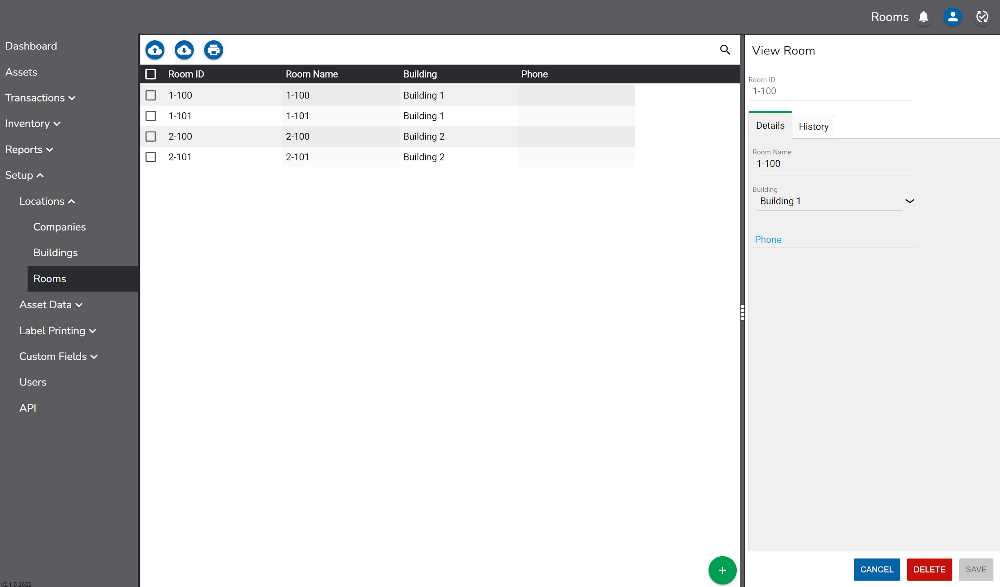 Rooms
Dashboard
Assets
Transactions
Inventory
Reports
Setup
Locations
Companies
Buildings
Rooms
Asset Data
Label Printing
Custom Fields
Users
API
v2.1.0.2622
Room ID Room Name Building Phone
1-100 1-100 Building 1
1-101 1-101 Building 1
2-100 2-100 Building 2
2-101 2-101 Building 2
+
View Room
Room ID
1-100
Details History
Room Name
1-100
Building
Building 1
Phone
CANCEL DELETE SAVE